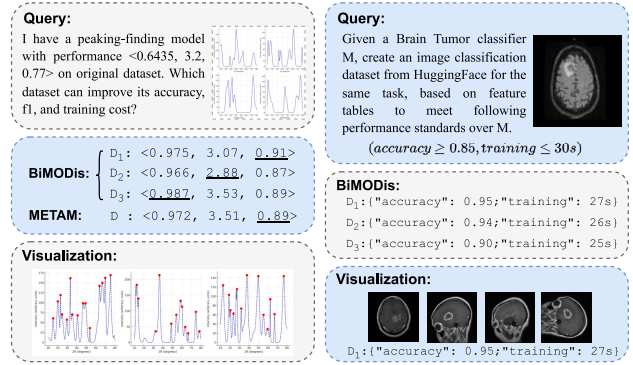 Query:
I have a peaking-finding model
with performance <0.6435, 3.2,
0.77> on original dataset. Which
dataset can improve its accuracy,
f1, and training cost?
BiMODis:
D₁: <0.975, 3.07, 0.91>
D₂: <0.966, 2.88, 0.87>
D₃: <0.987, 3.53, 0.89>
METAM: D : <0.972, 3.51, 0.89>
Visualization:
Query:
Given a Brain Tumor classifier
M, create an image classification
dataset from HuggingFace for the
same task, based on feature
tables to meet following
performance standards over M.
(accuracy ≥ 0.85, training ≤ 30s)
BiMODis:
D₁:{"accuracy": 0.95;"training": 27s}
D₂:{"accuracy": 0.94;"training": 26s}
D₃:{"accuracy": 0.90;"training": 25s}
Visualization:
D₁:{"accuracy": 0.95;"training": 27s}